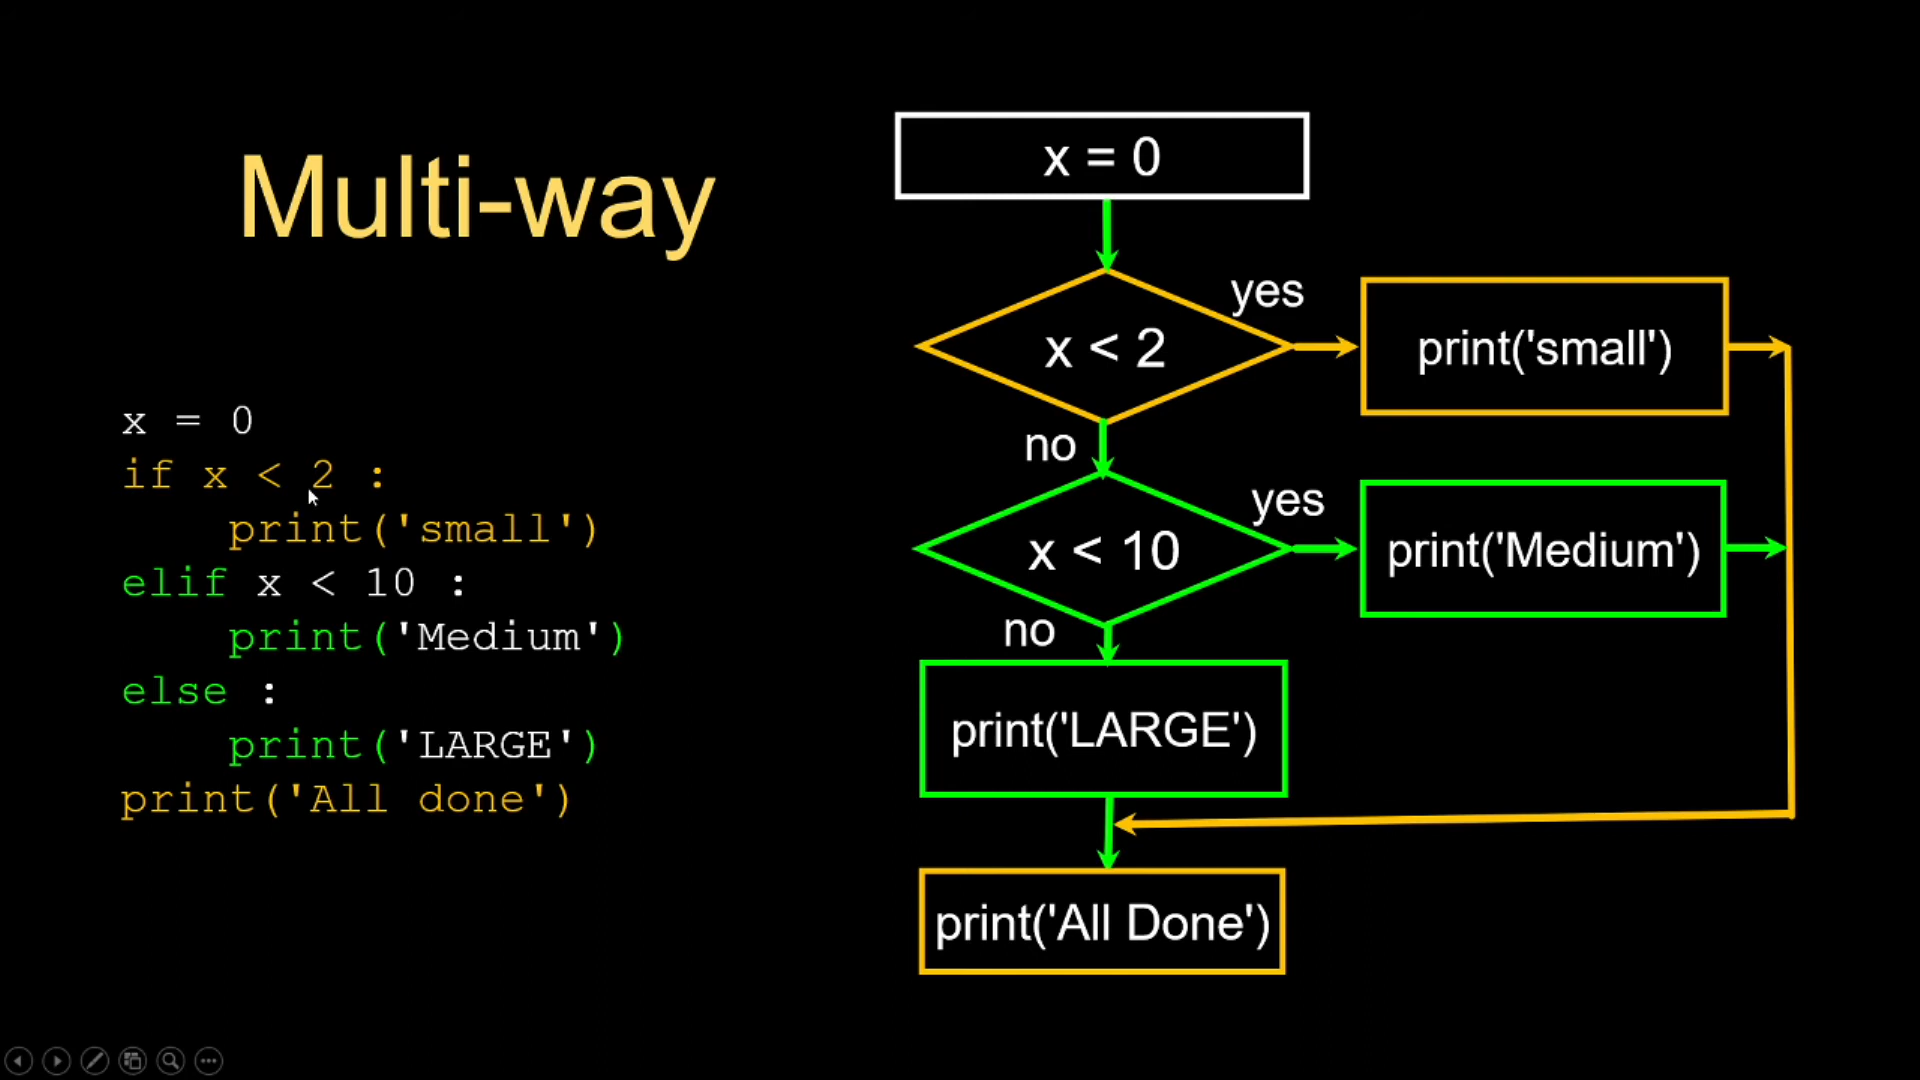 Multi-way
x = 0
if x < 2 :
    print('small')
elif x < 10 :
    print('Medium')
else :
    print('LARGE')
print('All done')
x = 0
x < 2
yes
print('small')
no
x < 10
yes
print('Medium')
no
print('LARGE')
print('All Done')